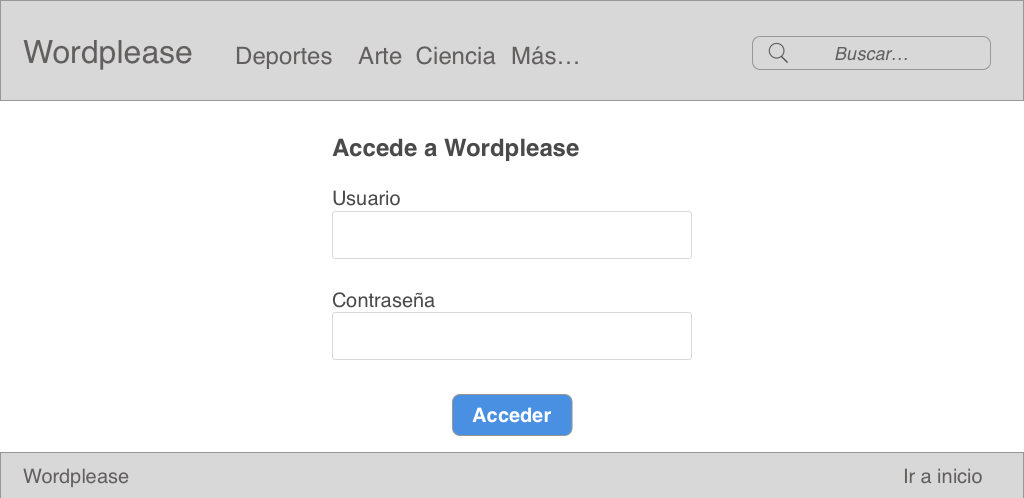 Wordplease Deportes Arte Ciencia Más... Buscar...
Accede a Wordplease
Usuario
Contraseña
Acceder
Wordplease Ir a inicio